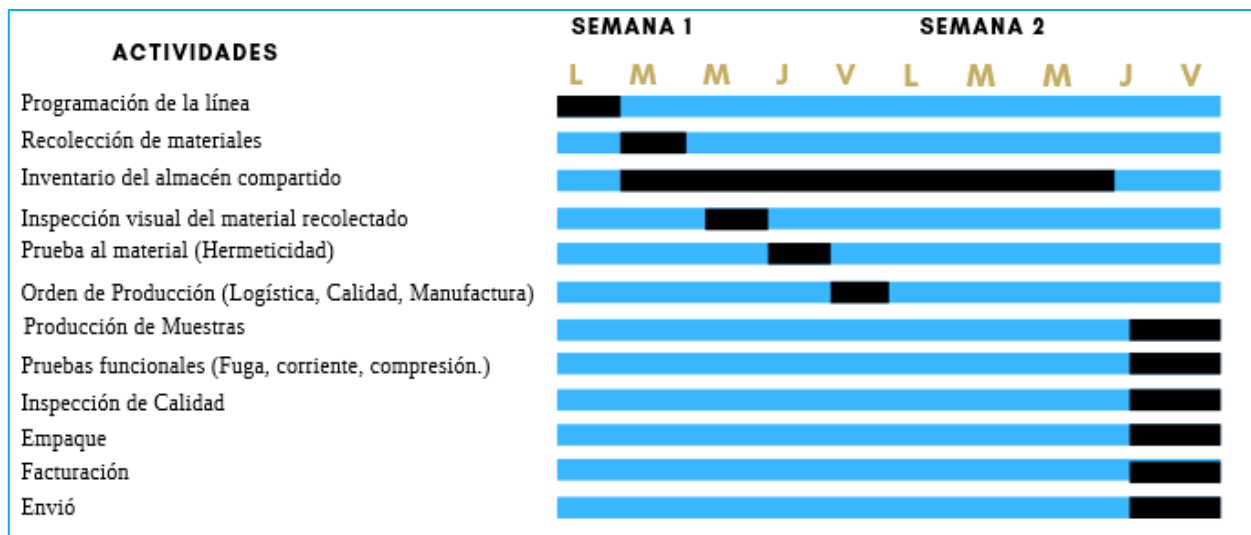 SEMANA 1 SEMANA 2
ACTIVIDADES
L M M J V L M M J V
Programación de la línea
Recolección de materiales
Inventario del almacén compartido
Inspección visual del material recolectado
Prueba al material (Hermeticidad)
Orden de Producción (Logística, Calidad, Manufactura)
Producción de Muestras
Pruebas funcionales (Fuga, corriente, compresión.)
Inspección de Calidad
Empaque
Facturación
Envió